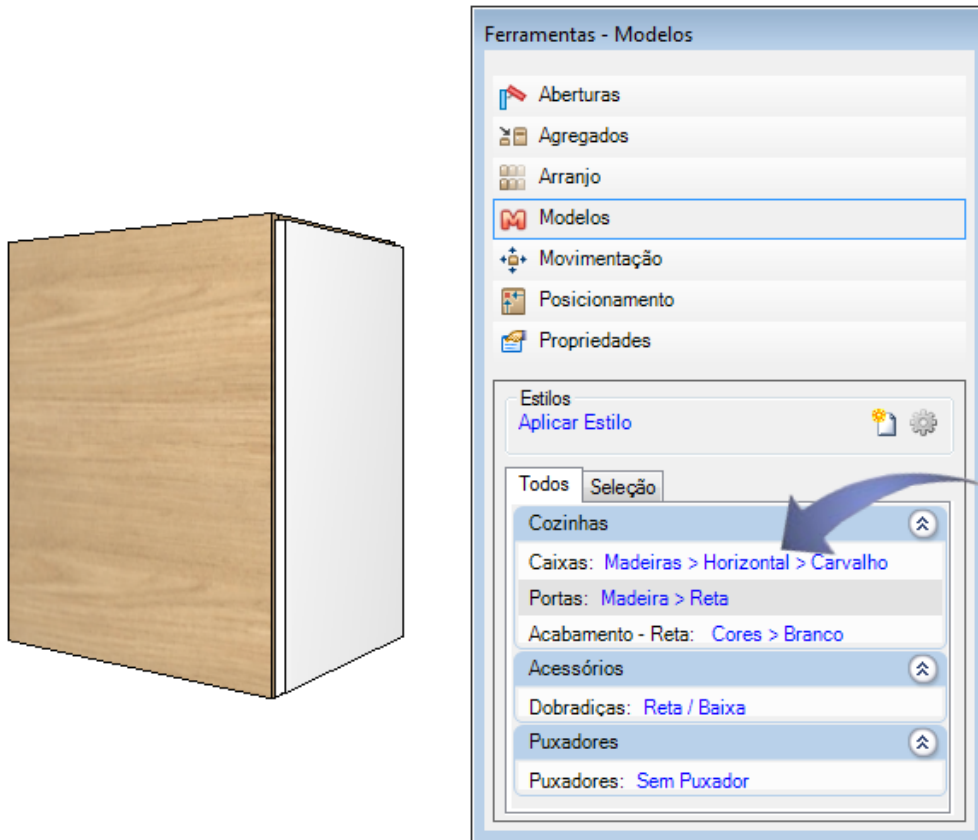 Ferramentas - Modelos
Aberturas
Agregados
Arranjo
Modelos
Movimentação
Posicionamento
Propriedades
Estilos
Aplicar Estilo
Todos Seleção
Cozinhas
Caixas: Madeiras > Horizontal > Carvalho
Portas: Madeira > Reta
Acabamento - Reta: Cores > Branco
Acessórios
Dobradiças: Reta / Baixa
Puxadores
Puxadores: Sem Puxador